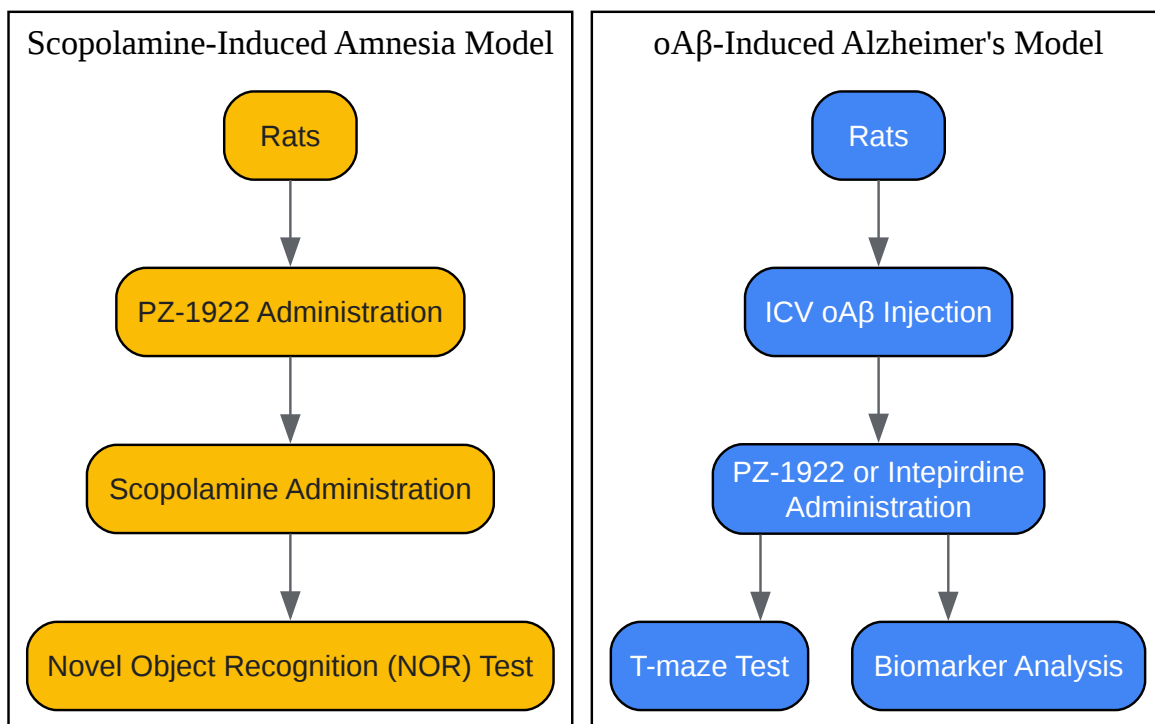 Scopolamine-Induced Amnesia Model
Rats
PZ-1922 Administration
Scopolamine Administration
Novel Object Recognition (NOR) Test
oAβ-Induced Alzheimer's Model
Rats
ICV oAβ Injection
PZ-1922 or Intepirdine
Administration
T-maze Test
Biomarker Analysis